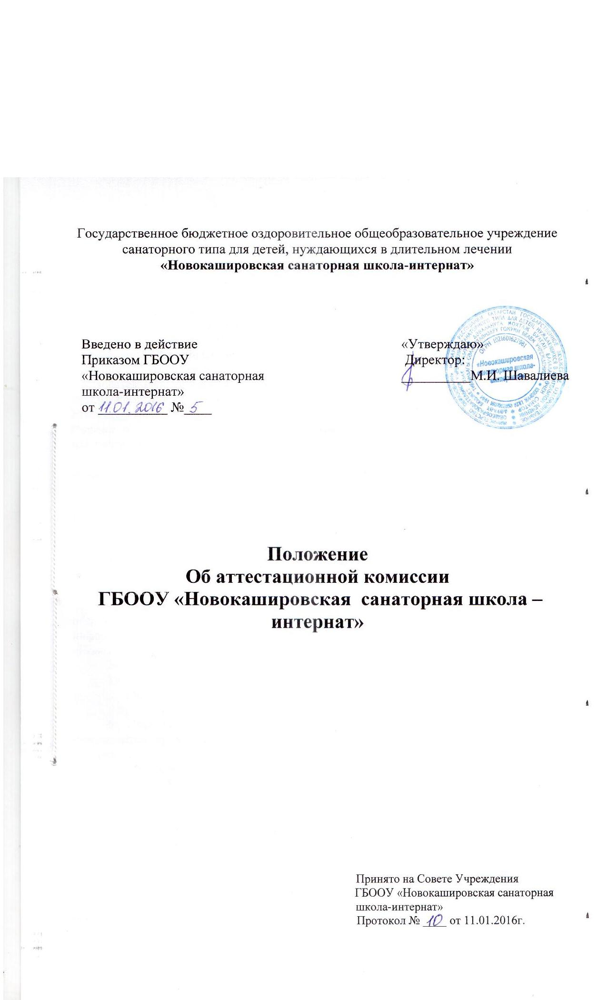 Государственное бюджетное оздоровительное общеобразовательное учреждение
санаторного типа для детей, нуждающихся в длительном лечении
«Новокашировская санаторная школа-интернат»
Введено в действие
Приказом ГБООУ
«Новокашировская санаторная
школа-интернат»
от 11.01.2016 № 5
«Утверждаю»
Директор:
М.И. Шавалиева
ОГРН 1021601627981
«Новокашировская
санаторная школа-
интернат»
Положение
Об аттестационной комиссии
ГБООУ «Новокашировская санаторная школа –
интернат»
Принято на Совете Учреждения
ГБООУ «Новокашировская санаторная
школа-интернат»
Протокол № 10 от 11.01.2016г.